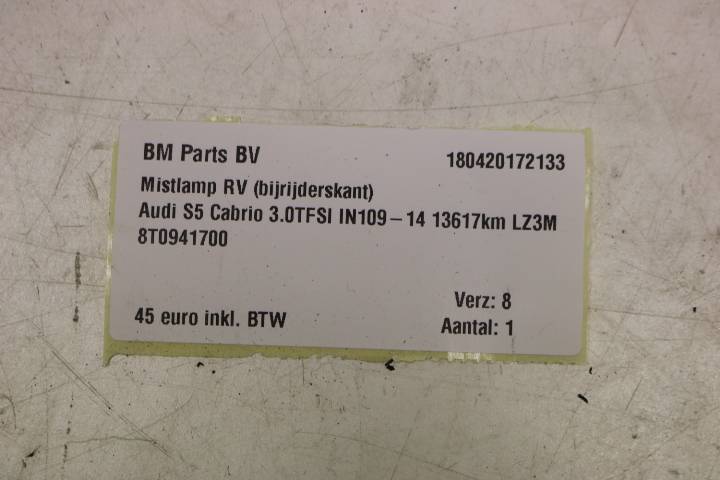 BM Parts BV 180420172133
Mistlamp RV (bijrijderskant)
Audi S5 Cabrio 3.0TFSI IN109-14 13617km LZ3M
8T0941700
Verz: 8
45 euro inkl. BTW Aantal: 1